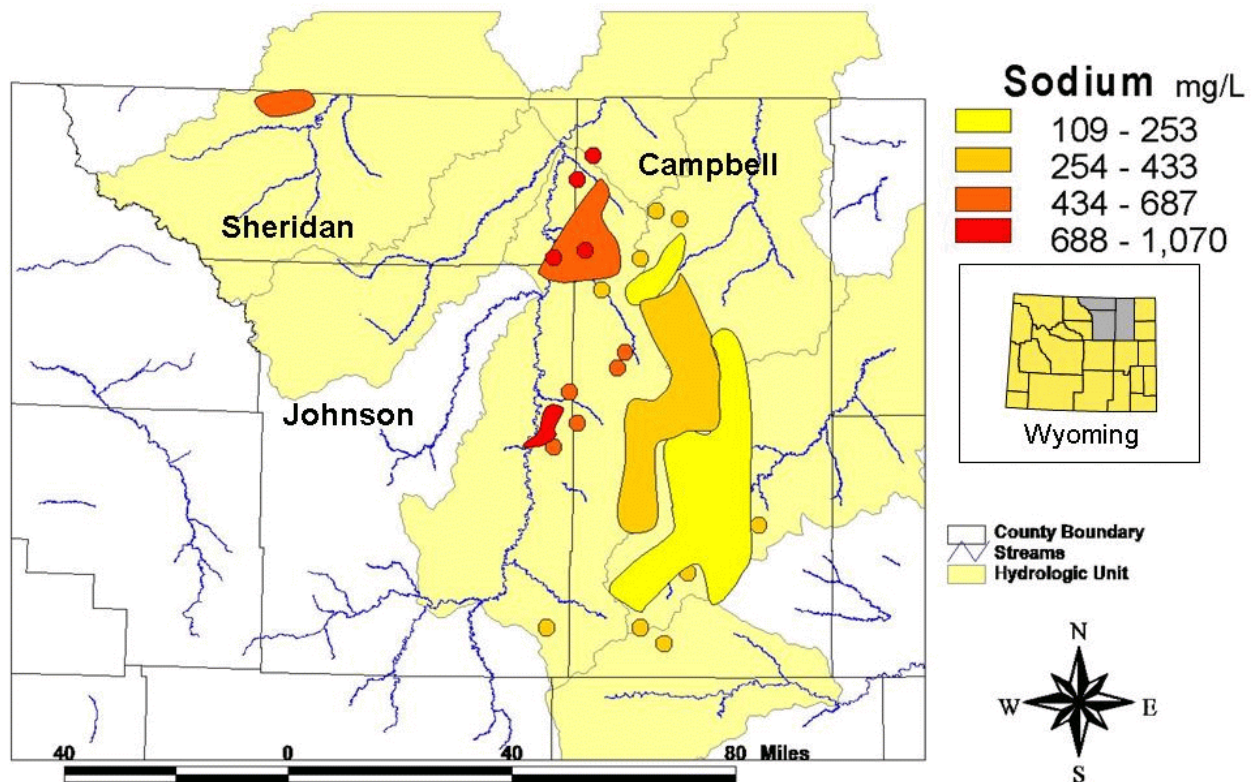 Sodium mg/L
109 - 253
254 - 433
434 - 687
688 - 1,070
Campbell
Sheridan
Johnson
Wyoming
County Boundary
Streams
Hydrologic Unit
N
W E
S
40 0 40 80 Miles